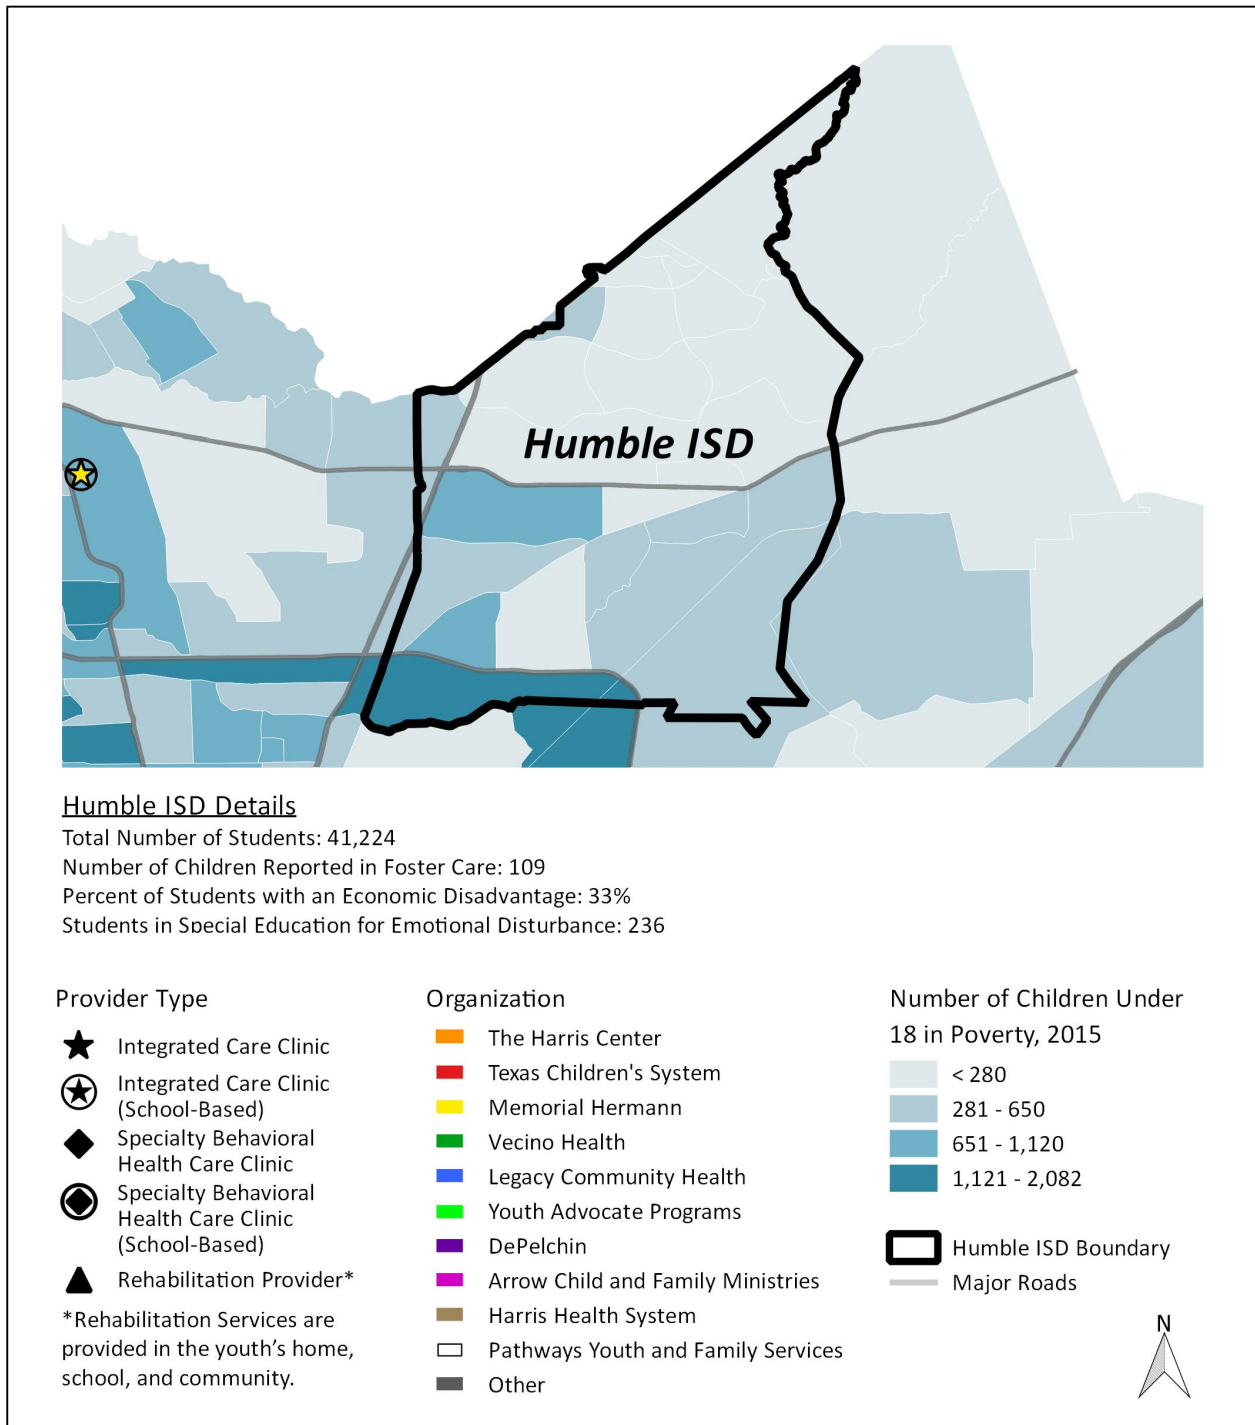 Humble ISD
Humble ISD Details
Total Number of Students: 41,224
Number of Children Reported in Foster Care: 109
Percent of Students with an Economic Disadvantage: 33%
Students in Special Education for Emotional Disturbance: 236
Provider Type
Integrated Care Clinic
Integrated Care Clinic
(School-Based)
Specialty Behavioral
Health Care Clinic
Specialty Behavioral
Health Care Clinic
(School-Based)
Rehabilitation Provider*
*Rehabilitation Services are
provided in the youth’s home,
school, and community.
Organization
The Harris Center
Texas Children's System
Memorial Hermann
Vecino Health
Legacy Community Health
Youth Advocate Programs
DePelchin
Arrow Child and Family Ministries
Harris Health System
Pathways Youth and Family Services
Other
Number of Children Under
18 in Poverty, 2015
< 280
281 - 650
651 - 1,120
1,121 - 2,082
Humble ISD Boundary
Major Roads
N